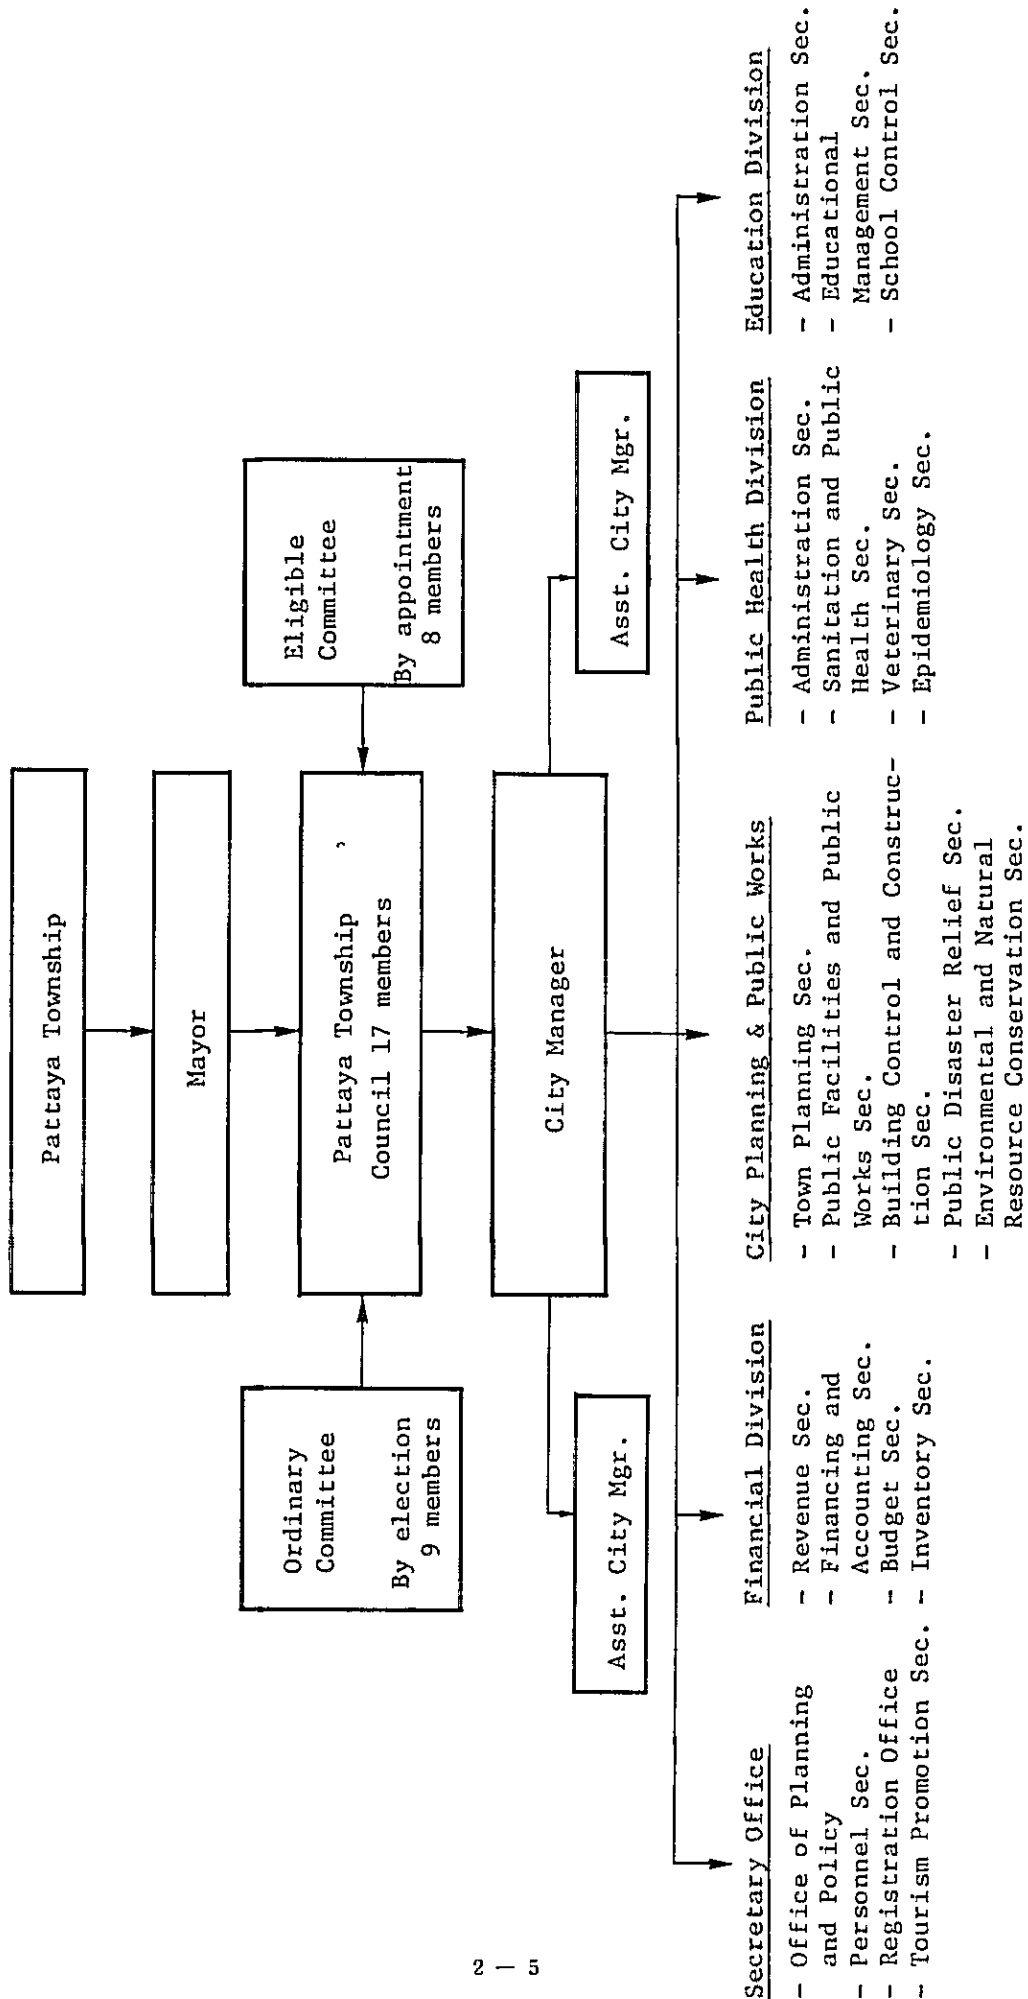 Pattaya Township
Mayor
Ordinary
Committee
By election
9 members
Pattaya Township
Council 17 members
Eligible
Committee
By appointment
8 members
City Manager
Asst. City Mgr.
Asst. City Mgr.
Secretary Office
- Office of Planning
and Policy
- Personnel Sec.
- Registration Office
- Tourism Promotion Sec.
Financial Division
- Revenue Sec.
- Financing and
Accounting Sec.
- Budget Sec.
- Inventory Sec.
City Planning & Public Works
- Town Planning Sec.
- Public Facilities and Public
Works Sec.
- Building Control and Construc-
tion Sec.
- Public Disaster Relief Sec.
- Environmental and Natural
Resource Conservation Sec.
Public Health Division
- Administration Sec.
- Sanitation and Public
Health Sec.
- Veterinary Sec.
- Epidemiology Sec.
Education Division
- Administration Sec.
- Educational
Management Sec.
- School Control Sec.
2 - 5